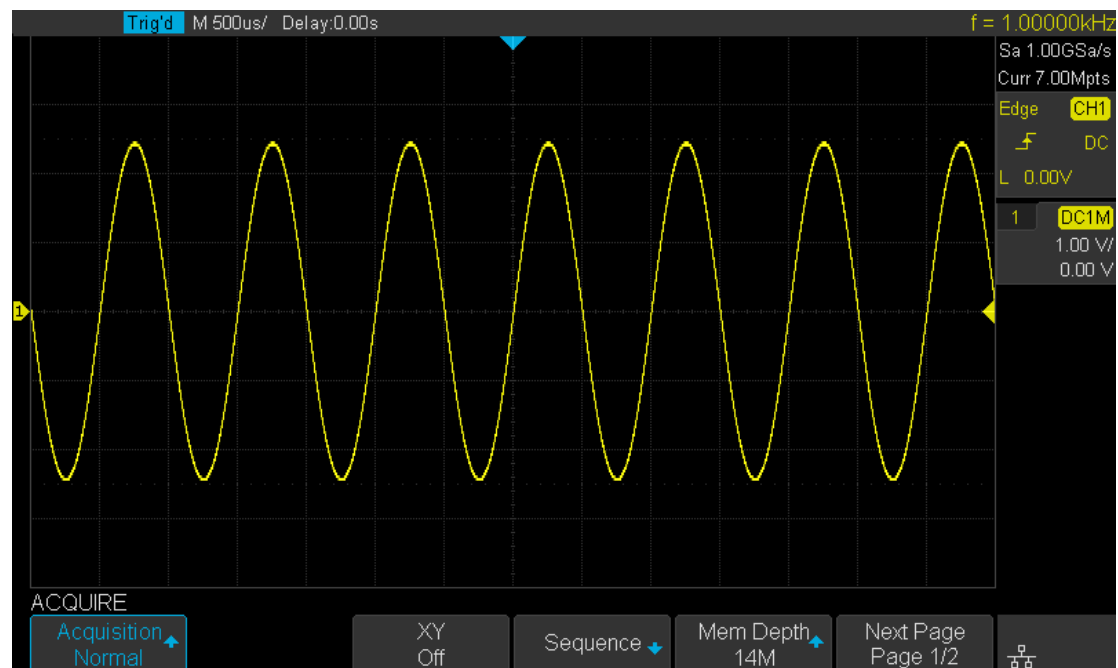 Trig'd M 500us/ Delay:0.00s f = 1.00000kHz
Sa 1.00GSa/s
Curr 7.00Mpts
Edge CH1
DC
L 0.00V
1 DC1M
1.00 V/
0.00 V
1
ACQUIRE
Acquisition
Normal
XY
Off
Sequence
Mem Depth
14M
Next Page
Page 1/2